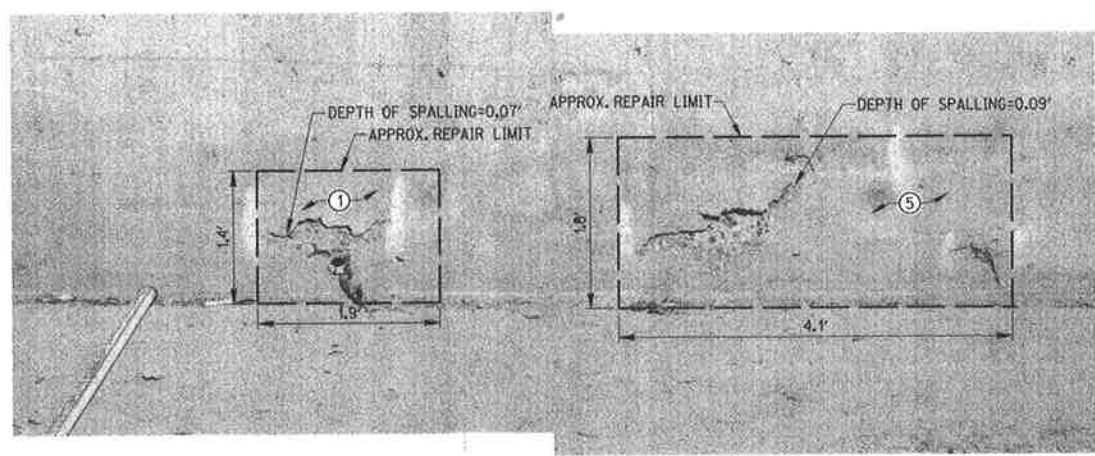 DEPTH OF SPALLING=0.07'
APPROX. REPAIR LIMIT
1
1.4'
1.9'
APPROX. REPAIR LIMIT
DEPTH OF SPALLING=0.09'
5
1.8'
4.1'